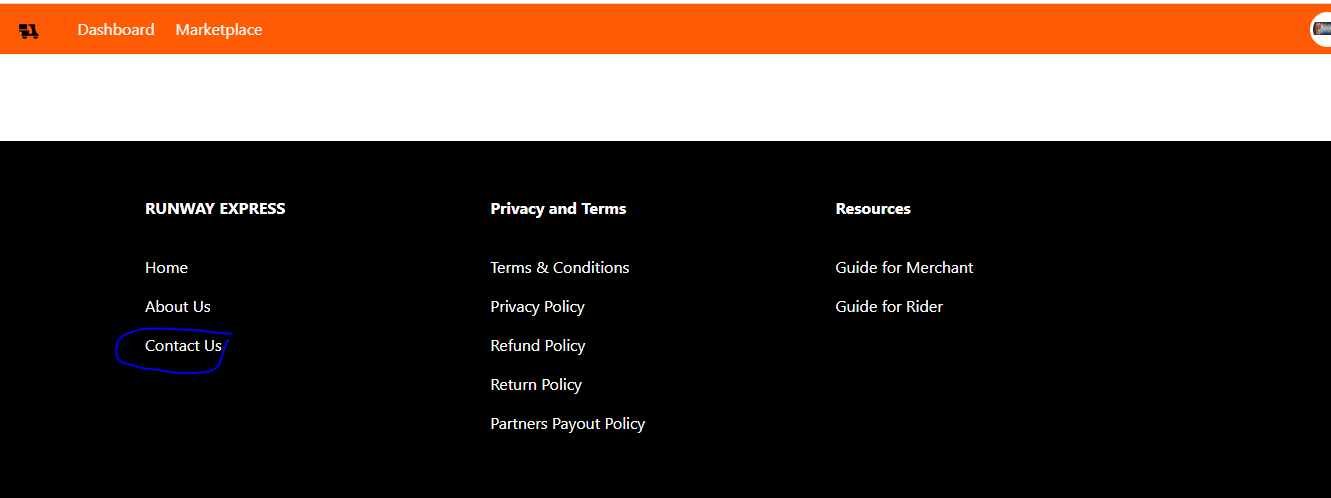 Dashboard Marketplace
RUNWAY EXPRESS
Home
About Us
Contact Us
Privacy and Terms
Terms & Conditions
Privacy Policy
Refund Policy
Return Policy
Partners Payout Policy
Resources
Guide for Merchant
Guide for Rider